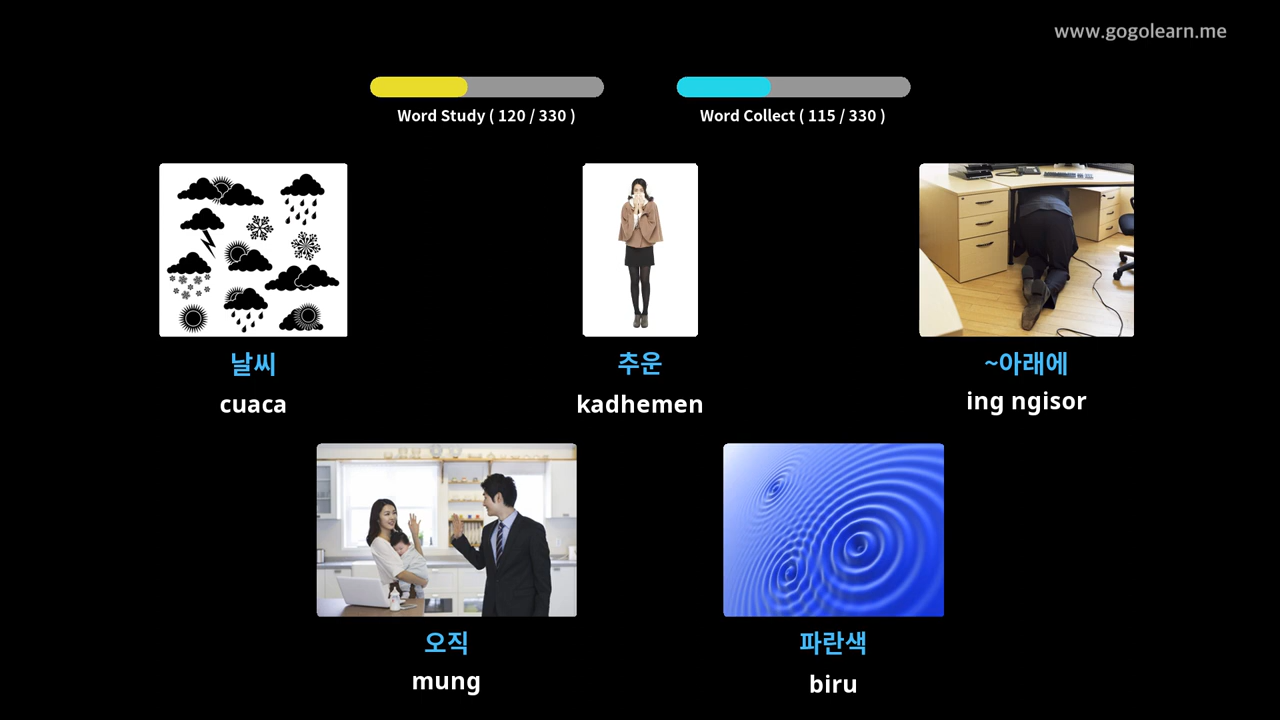 www.gogolearn.me
Word Study ( 120 / 330 )
Word Collect ( 115 / 330 )
날씨
cuaca
추운
kadhemen
~아래에
ing ngisor
오직
mung
파란색
biru